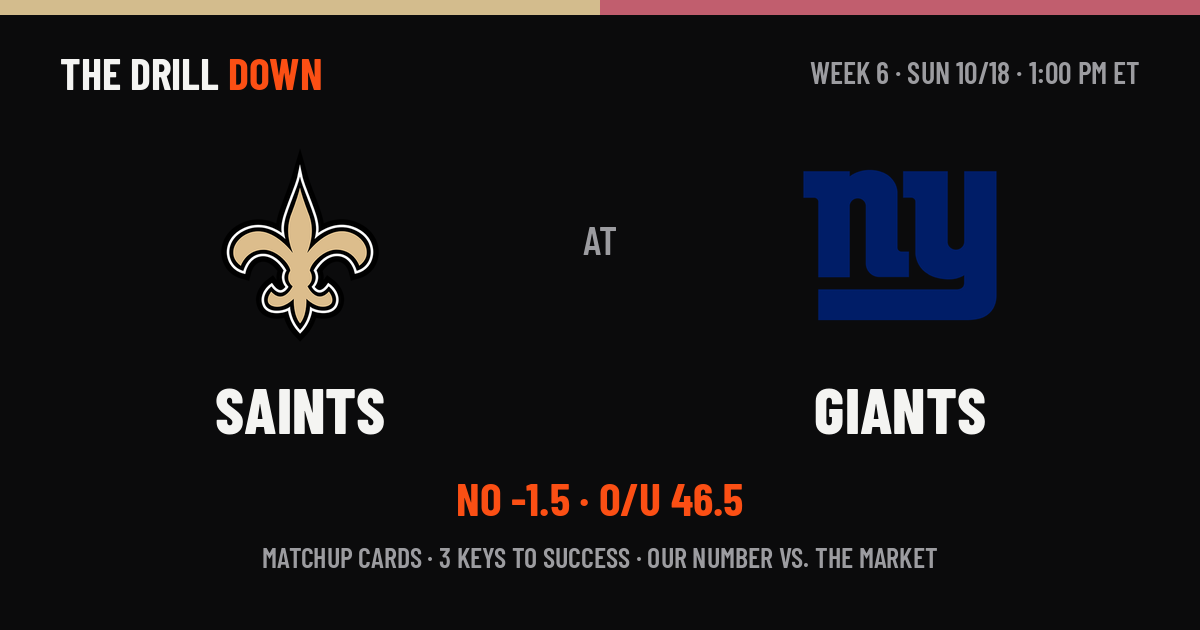 THE DRILL DOWN
WEEK 6 · SUN 10/18 · 1:00 PM ET
AT
ny
SAINTS
GIANTS
NO -1.5 · O/U 46.5
MATCHUP CARDS · 3 KEYS TO SUCCESS · OUR NUMBER VS. THE MARKET